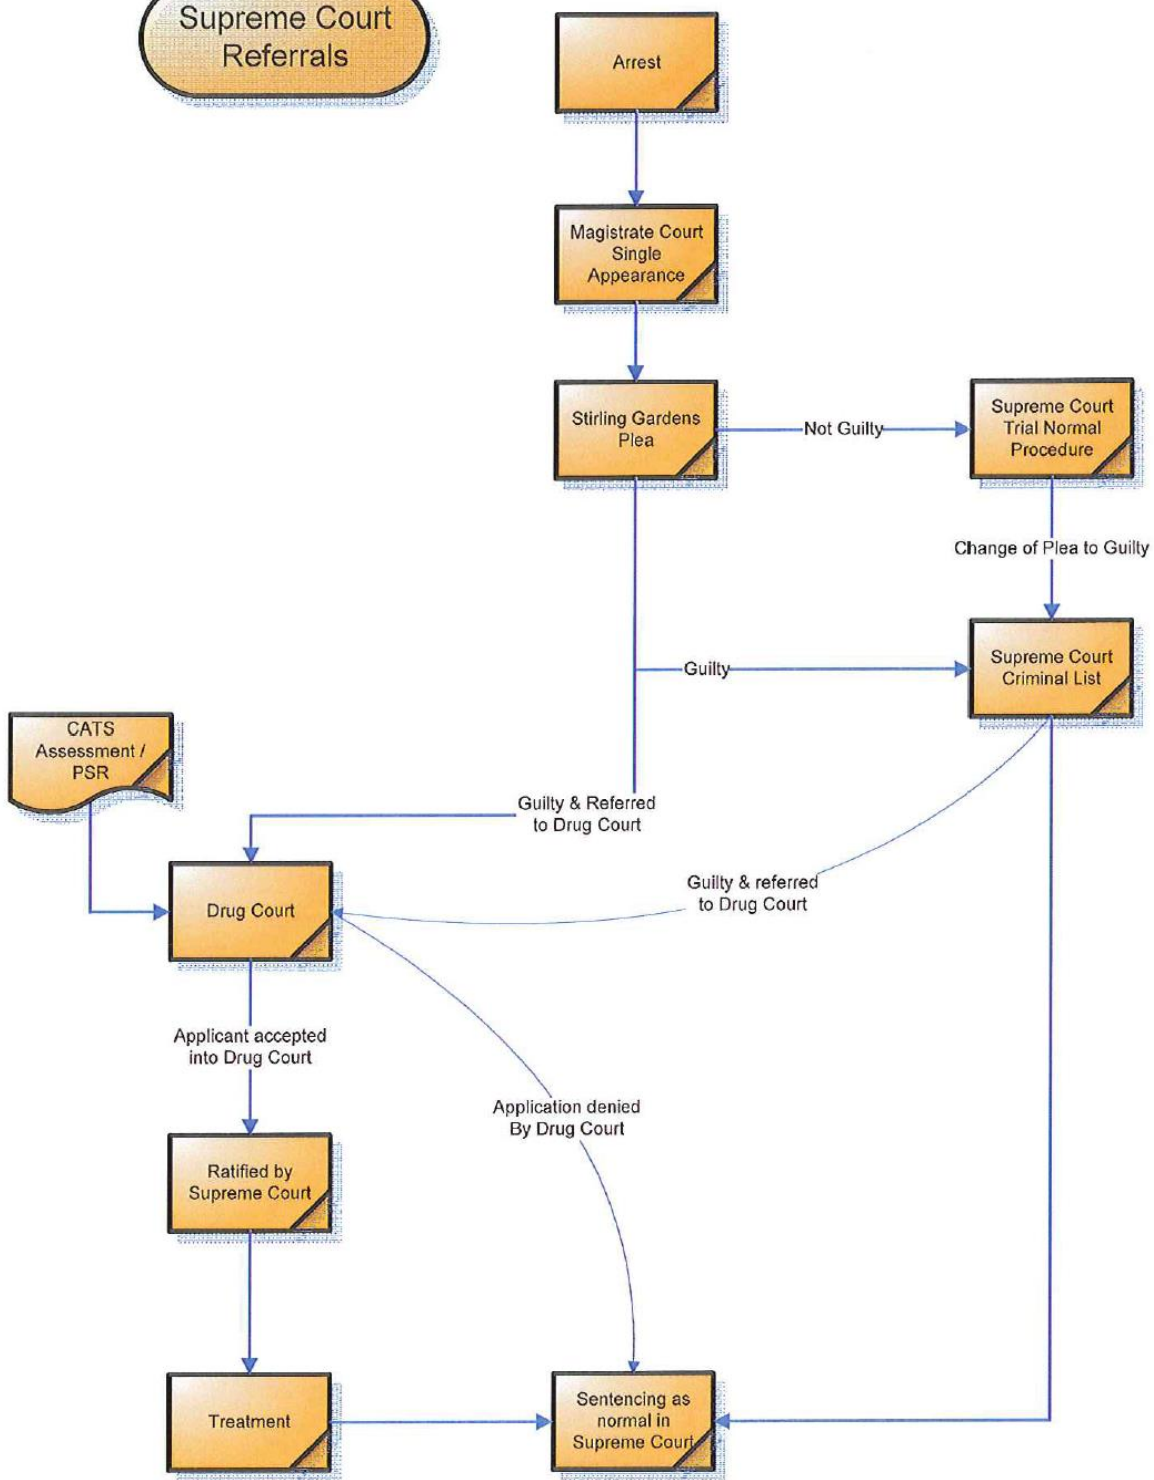 Supreme Court
Referrals
Arrest
Magistrate Court
Single
Appearance
Stirling Gardens
Plea
Not Guilty
Supreme Court
Trial Normal
Procedure
Change of Plea to Guilty
Guilty
Supreme Court
Criminal List
CATS
Assessment /
PSR
Guilty & Referred
to Drug Court
Guilty & referred
to Drug Court
Drug Court
Applicant accepted
into Drug Court
Application denied
By Drug Court
Ratified by
Supreme Court
Treatment
Sentencing as
normal in
Supreme Court